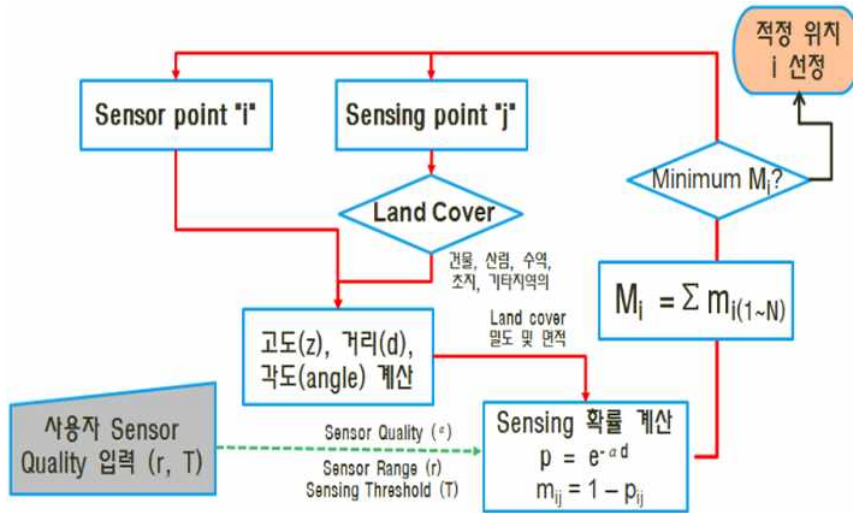 적정 위치
i 선정
Sensor point "i"
Sensing point "j"
Minimum Mi?
Land Cover
건물, 산림, 수역,
초지, 기타지역의
Mi = Σ mi(1~N)
Land cover
밀도 및 면적
고도(z), 거리(d),
각도(angle) 계산
사용자 Sensor
Quality 입력 (r, T)
Sensor Quality (a)
Sensor Range (r)
Sensing Threshold (T)
Sensing 확률 계산
p = e-αd
mij = 1 – pij